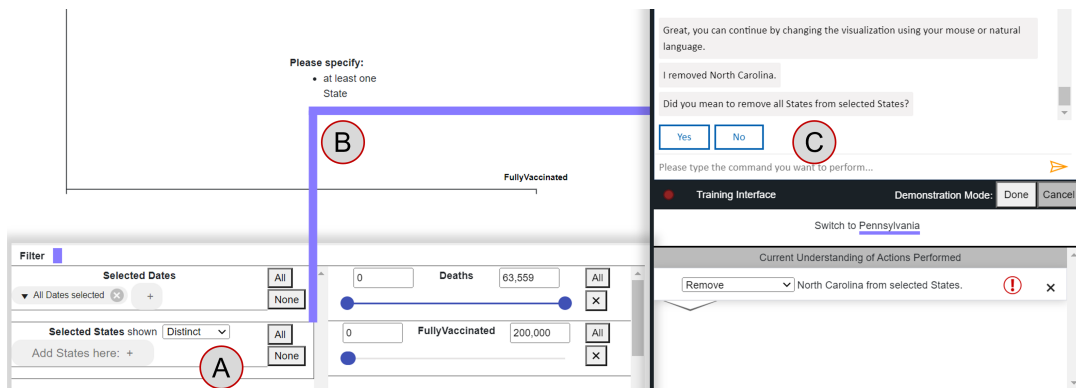 Please specify:
• at least one
State
B
FullyVaccinated
Filter
Selected Dates
All
▼ All Dates selected
+
None
Selected States shown Distinct
All
Add States here: +
None
A
0
Deaths
63,559
All
×
0
FullyVaccinated
200,000
All
×
Great, you can continue by changing the visualization using your mouse or natural
language.
I removed North Carolina.
Did you mean to remove all States from selected States?
Yes
No
C
Please type the command you want to perform...
Training Interface
Demonstration Mode:
Done
Cancel
Switch to Pennsylvania
Current Understanding of Actions Performed
Remove
North Carolina from selected States.
!
×